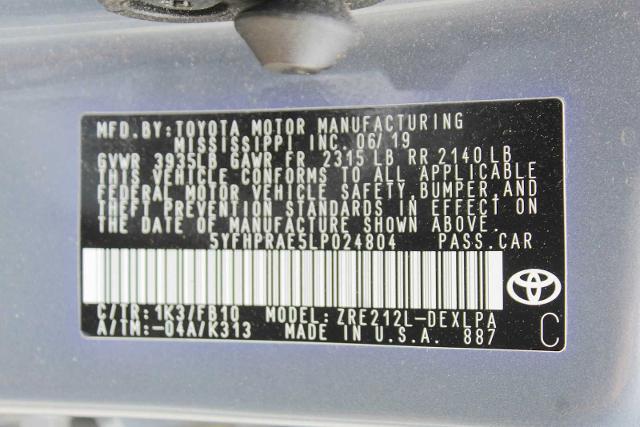 MFD.BY:TOYOTA MOTOR MANUFACTURING
MISSISSIPPI INC. 06/19
GVWR 3935LB GAWR FR 2315LB RR 2140LB
THIS VEHICLE CONFORMS TO ALL APPLICABLE
FEDERAL MOTOR VEHICLE SAFETY, BUMPER, AND
THEFT PREVENTION STANDARDS IN EFFECT ON
THE DATE OF MANUFACTURE SHOWN ABOVE.
5YFHPRAE5LP024804 PASS.CAR
C/TR:1K3/FB10 MODEL:ZRE212L-DEXLPA
A/TM:-04A/K313 MADE IN U.S.A. 887 C